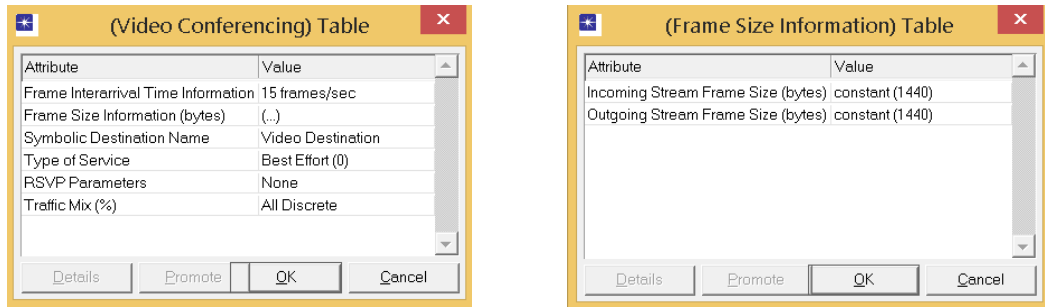 (Video Conferencing) Table
x
Attribute Value
Frame Interarrival Time Information 15 frames/sec
Frame Size Information (bytes) (...)
Symbolic Destination Name Video Destination
Type of Service Best Effort (0)
RSVP Parameters None
Traffic Mix (%) All Discrete
Details Promote OK Cancel
(Frame Size Information) Table
x
Attribute Value
Incoming Stream Frame Size (bytes) constant (1440)
Outgoing Stream Frame Size (bytes) constant (1440)
Details Promote OK Cancel